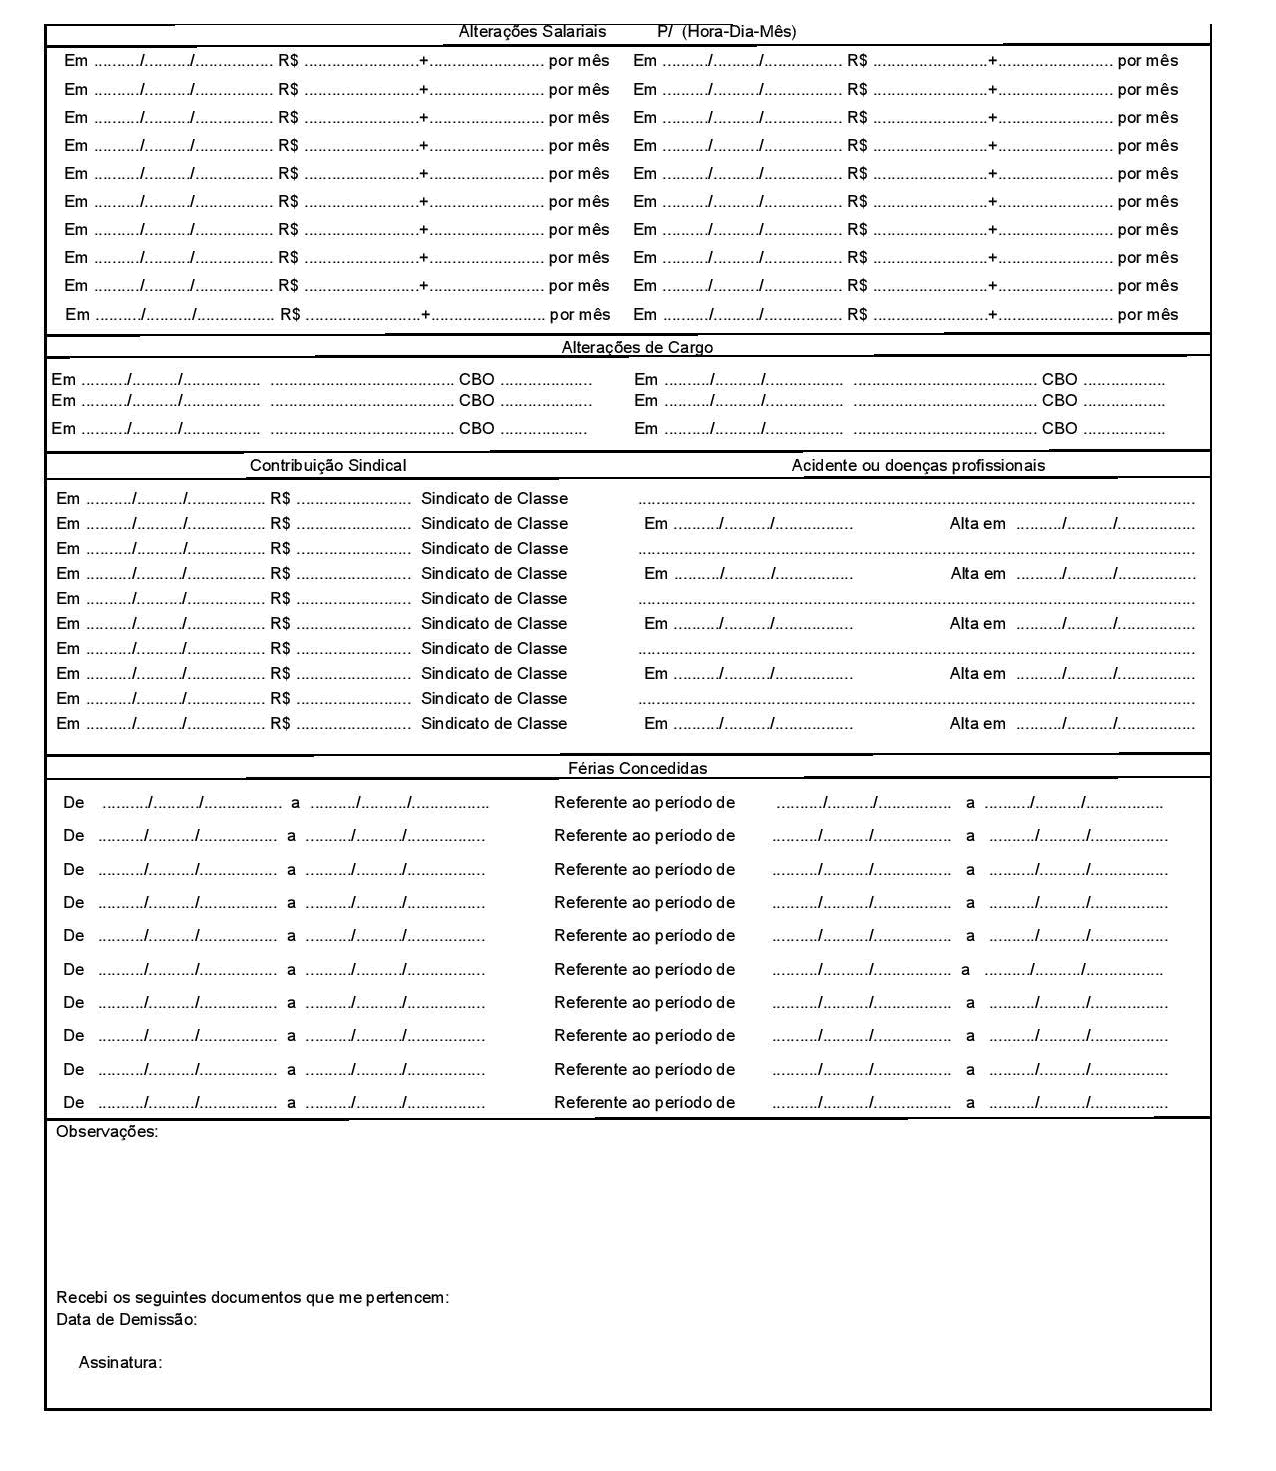 Alterações Salariais P/ (Hora-Dia-Mês)
Em ........../........../................. R$ .........................+......................... por mês Em ........../.........../................. R$ .........................+......................... por mês
Em ........../........../................. R$ .........................+......................... por mês Em ........../.........../................. R$ .........................+......................... por mês
Em ........../........../................. R$ .........................+......................... por mês Em ........../.........../................. R$ .........................+......................... por mês
Em ........../........../................. R$ .........................+......................... por mês Em ........../.........../................. R$ .........................+......................... por mês
Em ........../........../................. R$ .........................+......................... por mês Em ........../.........../................. R$ .........................+......................... por mês
Em ........../........../................. R$ .........................+......................... por mês Em ........../.........../................. R$ .........................+......................... por mês
Em ........../........../................. R$ .........................+......................... por mês Em ........../.........../................. R$ .........................+......................... por mês
Em ........../........../................. R$ .........................+......................... por mês Em ........../.........../................. R$ .........................+......................... por mês
Em ........../........../................. R$ .........................+......................... por mês Em ........../.........../................. R$ .........................+......................... por mês
Em ........../........../................. R$ .........................+......................... por mês Em ........../.........../................. R$ .........................+......................... por mês
Alterações de Cargo
Em ........../........../................. ........................................ CBO .................... Em ........../.........../................. ........................................ CBO ..................
Em ........../........../................. ........................................ CBO .................... Em ........../.........../................. ........................................ CBO ..................
Em ........../........../................. ........................................ CBO ................... Em ........../.........../................. ........................................ CBO ..................
Contribuição Sindical Acidente ou doenças profissionais
Em ........../........../................. R$ ......................... Sindicato de Classe .........................................................................................................................
Em ........../........../................. R$ ......................... Sindicato de Classe Em ........../........../................. Alta em ........../........../.................
Em ........../........../................. R$ ......................... Sindicato de Classe .........................................................................................................................
Em ........../........../................. R$ ......................... Sindicato de Classe Em ........../........../................. Alta em ........../........../.................
Em ........../........../................. R$ ......................... Sindicato de Classe .........................................................................................................................
Em ........../........../................. R$ ......................... Sindicato de Classe Em ........../........../................. Alta em ........../........../.................
Em ........../........../................. R$ ......................... Sindicato de Classe .........................................................................................................................
Em ........../........../................. R$ ......................... Sindicato de Classe Em ........../........../................. Alta em ........../........../.................
Em ........../........../................. R$ ......................... Sindicato de Classe .........................................................................................................................
Em ........../........../................. R$ ......................... Sindicato de Classe Em ........../........../................. Alta em ........../........../.................
Férias Concedidas
De ........../........../................. a ........../........../................. Referente ao período de ........../........../................. a ........../........../.................
De ........../........../................. a ........../........../................. Referente ao período de ........../........../................. a ........../........../.................
De ........../........../................. a ........../........../................. Referente ao período de ........../........../................. a ........../........../.................
De ........../........../................. a ........../........../................. Referente ao período de ........../........../................. a ........../........../.................
De ........../........../................. a ........../........../................. Referente ao período de ........../........../................. a ........../........../.................
De ........../........../................. a ........../........../................. Referente ao período de ........../........../................. a ........../........../.................
De ........../........../................. a ........../........../................. Referente ao período de ........../........../................. a ........../........../.................
De ........../........../................. a ........../........../................. Referente ao período de ........../........../................. a ........../........../.................
De ........../........../................. a ........../........../................. Referente ao período de ........../........../................. a ........../........../.................
De ........../........../................. a ........../........../................. Referente ao período de ........../........../................. a ........../........../.................
Observações:
Recebi os seguintes documentos que me pertencem:
Data de Demissão:
Assinatura: